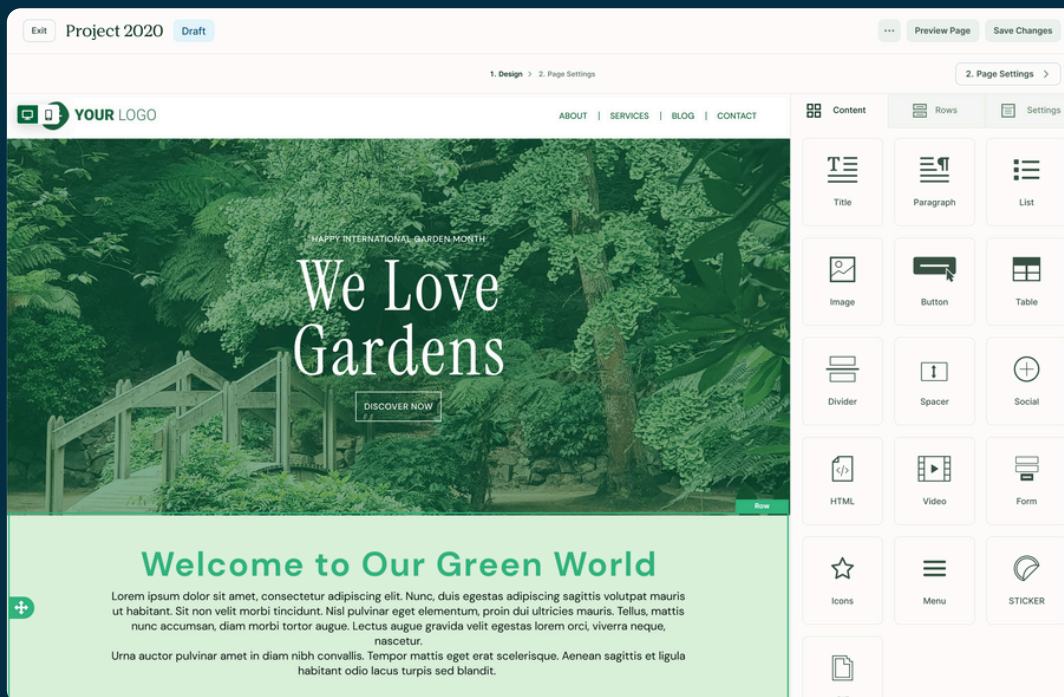 Exit
Project 2020
Draft
Preview Page
Save Changes
1. Design > 2. Page Settings
2. Page Settings
YOUR LOGO
ABOUT | SERVICES | BLOG | CONTACT
Content
Rows
Settings
HAPPY INTERNATIONAL GARDEN MONTH
We Love
Gardens
DISCOVER NOW
Row
Welcome to Our Green World
Lorem ipsum dolor sit amet, consectetur adipiscing elit. Nunc, duis egestas adipiscing sagittis volutpat mauris
ut habitant. Sit non velit morbi tincidunt. Nisl pulvinar eget elementum, proin dui ultricies mauris. Tellus, mattis
nunc accumsan, diam morbi tortor augue. Lectus augue gravida velit egestas lorem orci, viverra neque,
nascetur.
Urna auctor pulvinar amet in diam nibh convallis. Tempor mattis eget erat scelerisque. Aenean sagittis et ligula
habitant odio lacus turpis sed blandit.
Title
Paragraph
List
Image
Button
Table
Divider
Spacer
Social
HTML
Video
Form
Icons
Menu
STICKER